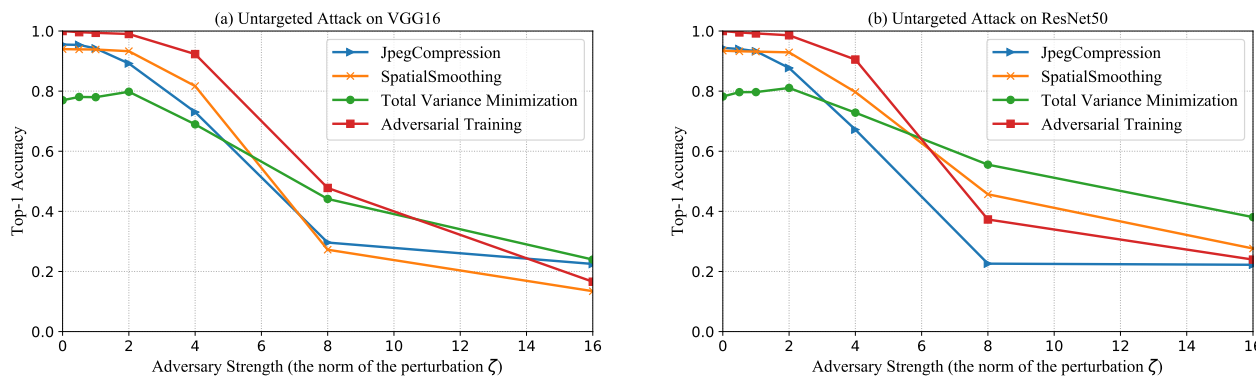 (a) Untargeted Attack on VGG16
1.0
0.8
0.6
0.4
0.2
0.0
Top-1 Accuracy
JpegCompression
SpatialSmoothing
Total Variance Minimization
Adversarial Training
0 2 4 6 8 10 12 14 16
Adversary Strength (the norm of the perturbation ζ)
(b) Untargeted Attack on ResNet50
1.0
0.8
0.6
0.4
0.2
0.0
Top-1 Accuracy
JpegCompression
SpatialSmoothing
Total Variance Minimization
Adversarial Training
0 2 4 6 8 10 12 14 16
Adversary Strength (the norm of the perturbation ζ)